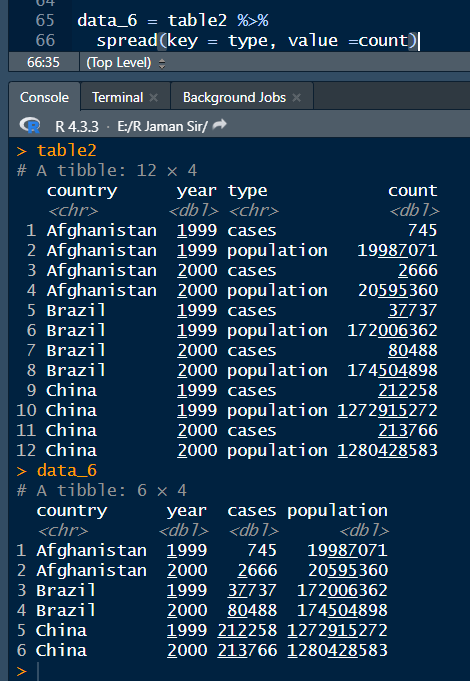 64
65 data_6 = table2 %>%
66 spread(key = type, value =count)
66:35 (Top Level)
Console Terminal Background Jobs
R 4.3.3 · E:/R Jaman Sir/
> table2
# A tibble: 12 × 4
country year type count
<chr> <dbl> <chr> <dbl>
1 Afghanistan 1999 cases 745
2 Afghanistan 1999 population 19987071
3 Afghanistan 2000 cases 2666
4 Afghanistan 2000 population 20595360
5 Brazil 1999 cases 37737
6 Brazil 1999 population 172006362
7 Brazil 2000 cases 80488
8 Brazil 2000 population 174504898
9 China 1999 cases 212258
10 China 1999 population 1272915272
11 China 2000 cases 213766
12 China 2000 population 1280428583
> data_6
# A tibble: 6 × 4
country year cases population
<chr> <dbl> <dbl> <dbl>
1 Afghanistan 1999 745 19987071
2 Afghanistan 2000 2666 20595360
3 Brazil 1999 37737 172006362
4 Brazil 2000 80488 174504898
5 China 1999 212258 1272915272
6 China 2000 213766 1280428583
>